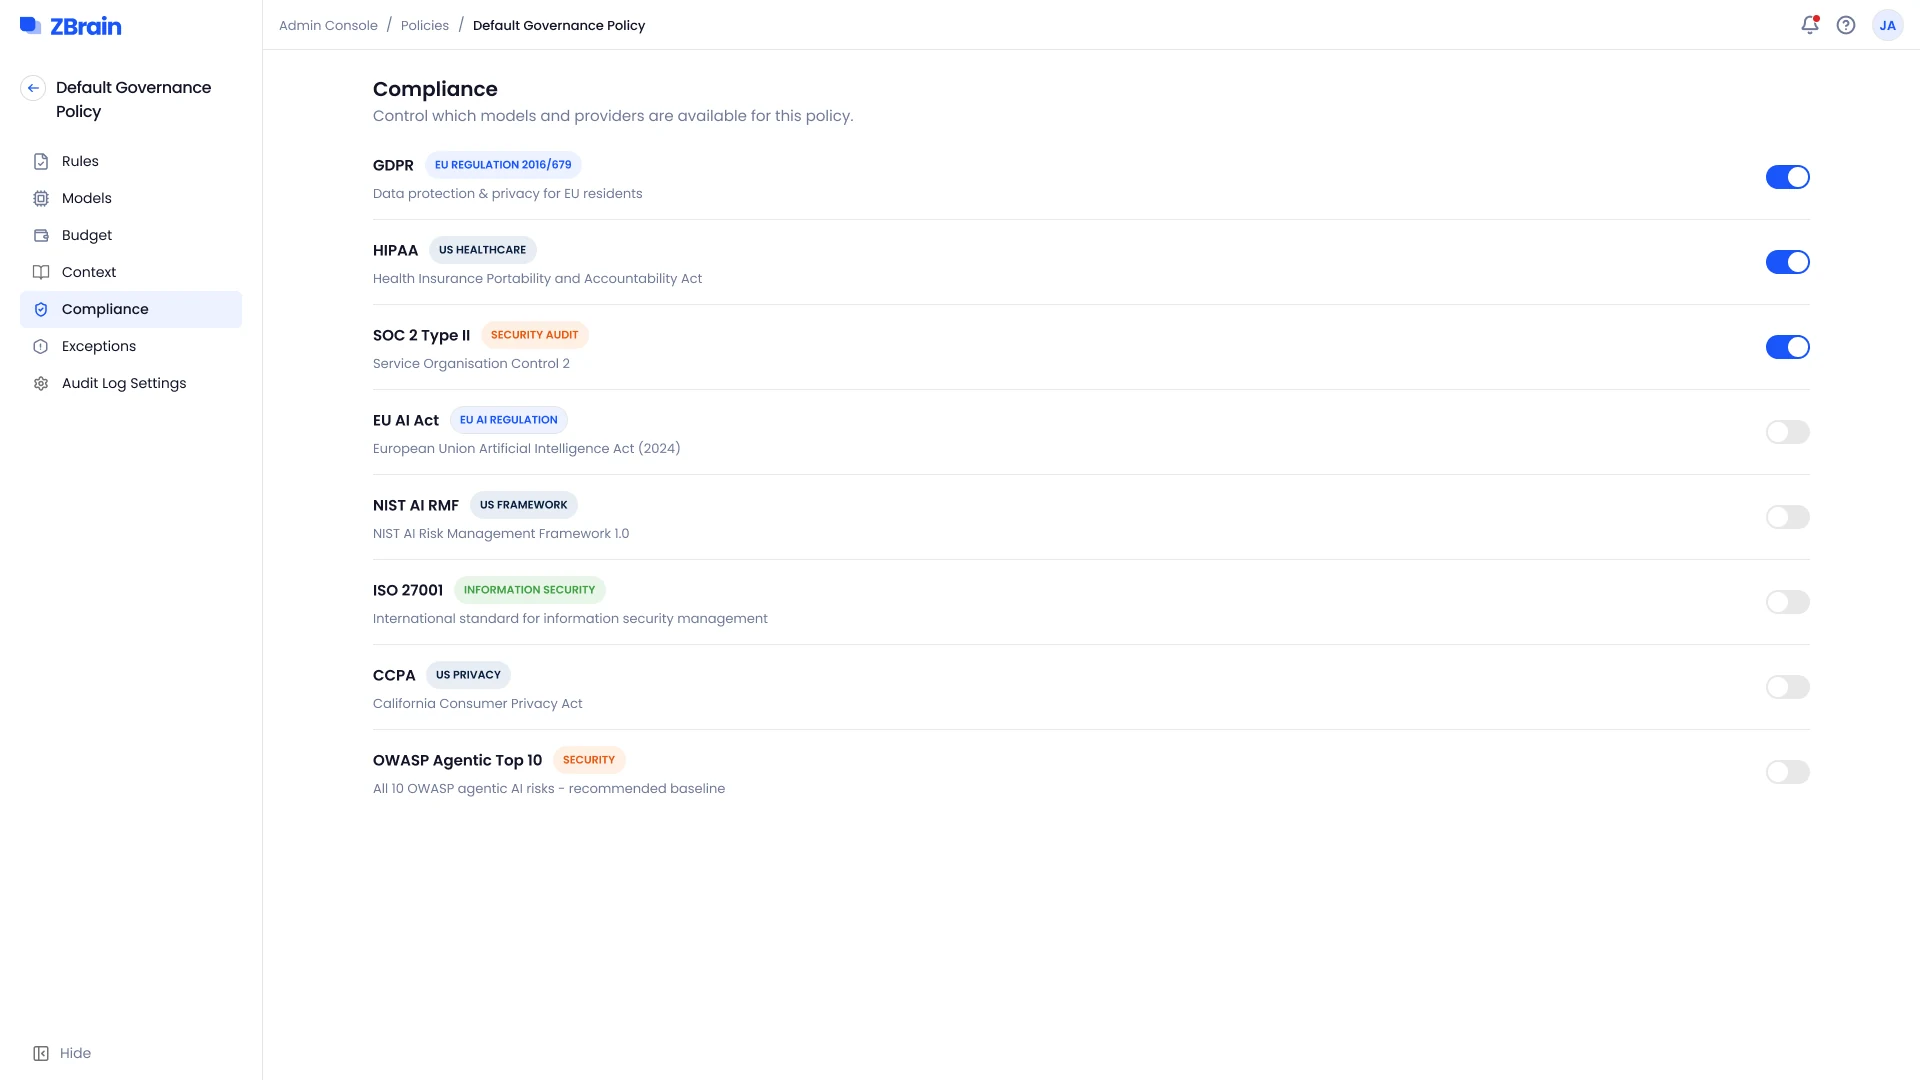 ZBrain
Admin Console / Policies / Default Governance Policy
JA
Default Governance
Policy
Rules
Models
Budget
Context
Compliance
Exceptions
Audit Log Settings
Hide
Compliance
Control which models and providers are available for this policy.
GDPR EU REGULATION 2016/679
Data protection & privacy for EU residents
HIPAA US HEALTHCARE
Health Insurance Portability and Accountability Act
SOC 2 Type II SECURITY AUDIT
Service Organisation Control 2
EU AI Act EU AI REGULATION
European Union Artificial Intelligence Act (2024)
NIST AI RMF US FRAMEWORK
NIST AI Risk Management Framework 1.0
ISO 27001 INFORMATION SECURITY
International standard for information security management
CCPA US PRIVACY
California Consumer Privacy Act
OWASP Agentic Top 10 SECURITY
All 10 OWASP agentic AI risks - recommended baseline